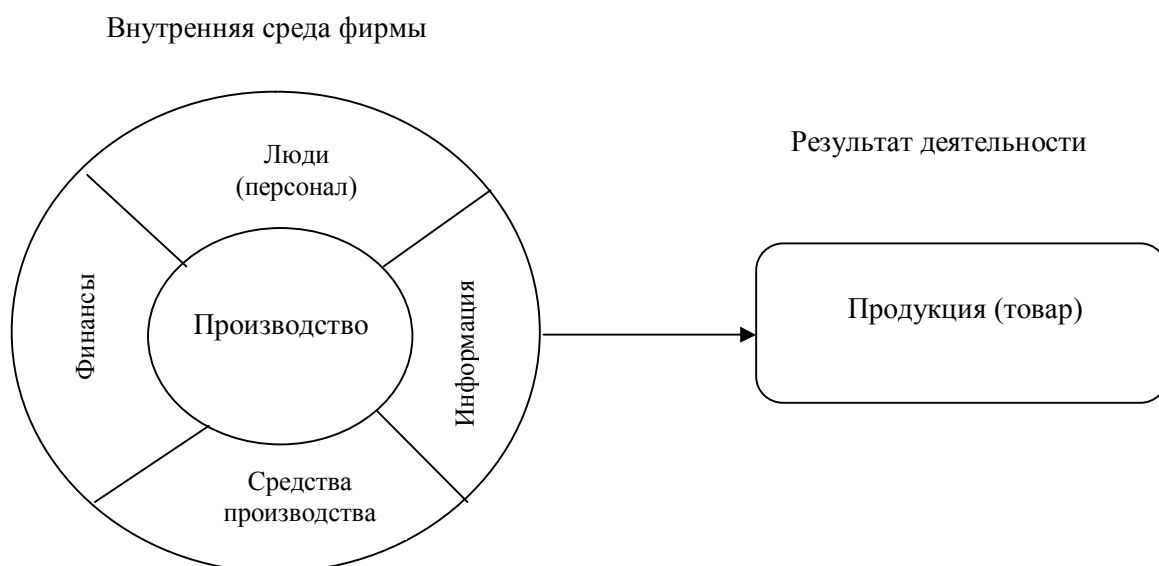 Внутренняя среда фирмы
Результат деятельности
Люди
(персонал)
Финансы
Производство
Информация
Средства
производства
Продукция (товар)